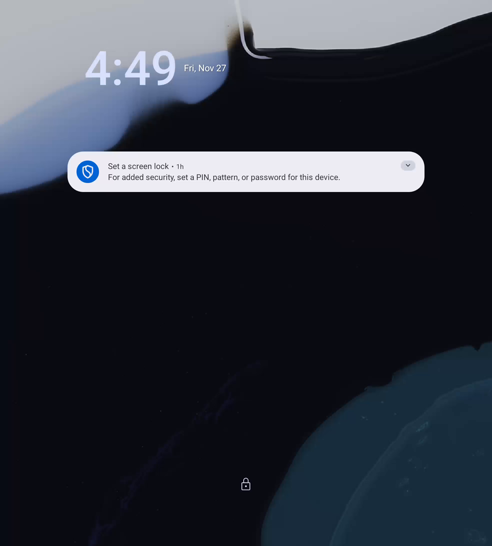 4:49
Fri, Nov 27
Set a screen lock • 1h
For added security, set a PIN, pattern, or password for this device.